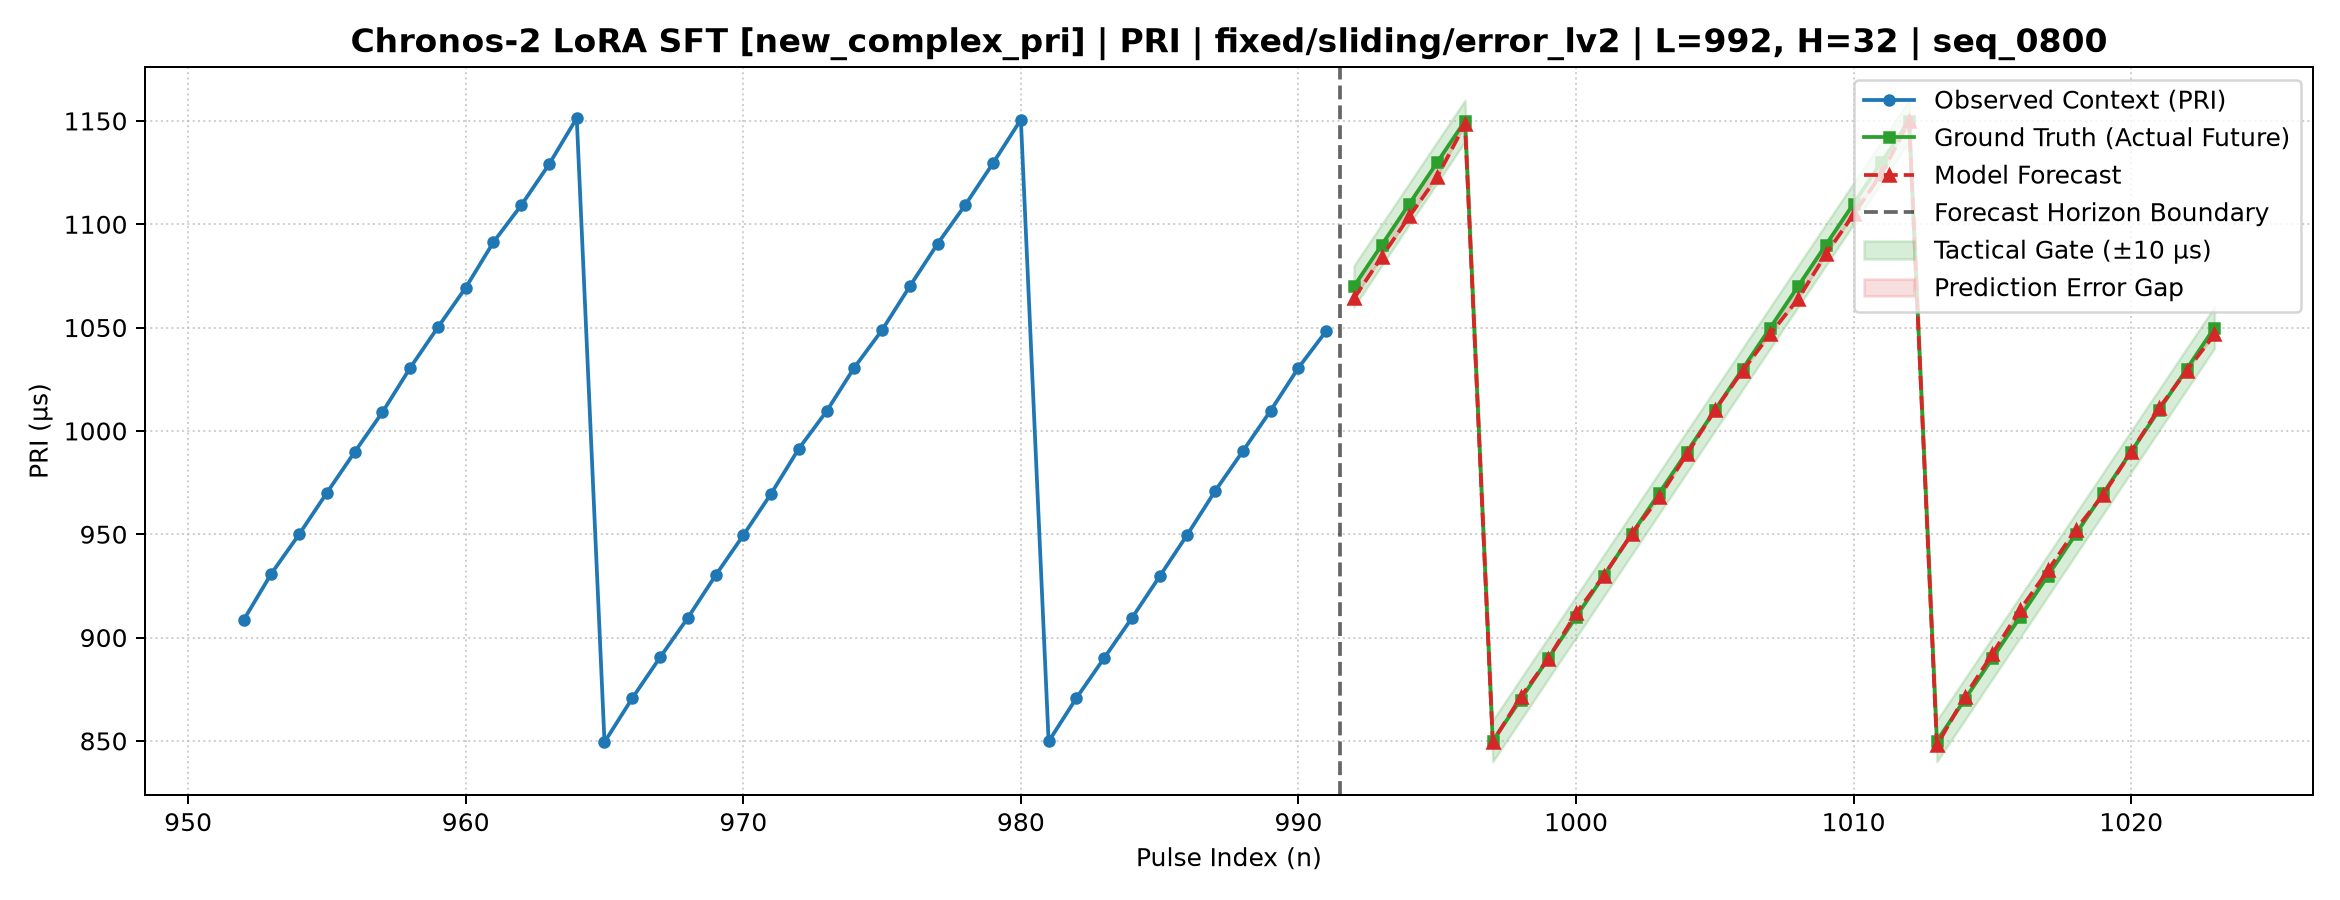 Chronos-2 LoRA SFT [new_complex_pri] | PRI | fixed/sliding/error_lv2 | L=992, H=32 | seq_0800
Observed Context (PRI)
Ground Truth (Actual Future)
Model Forecast
Forecast Horizon Boundary
Tactical Gate (±10 µs)
Prediction Error Gap
PRI (µs)
1150
1100
1050
1000
950
900
850
950 960 970 980 990 1000 1010 1020
Pulse Index (n)